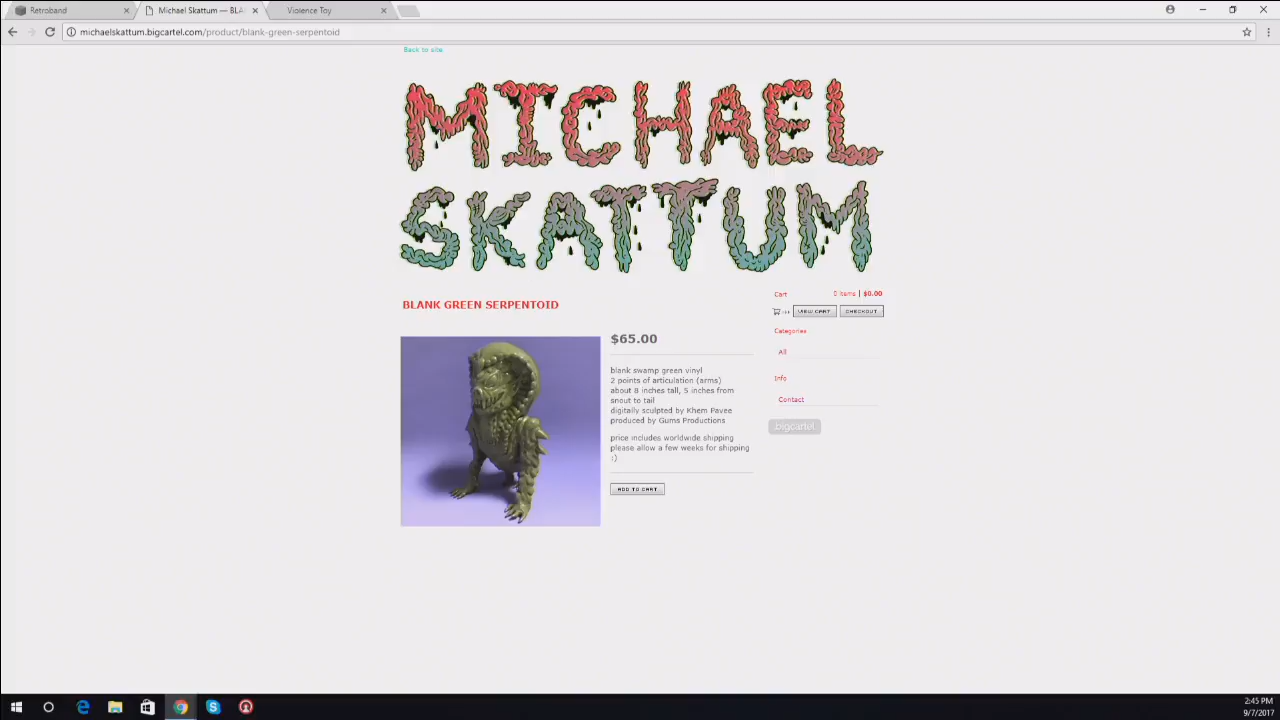 Retroband
Michael Skattum — BLA
Violence Toy
michaelskattum.bigcartel.com/product/blank-green-serpentoid
Back to site
MICHAEL
SKATTUM
BLANK GREEN SERPENTOID
$65.00
blank swamp green vinyl
2 points of articulation (arms)
about 8 inches tall, 5 inches from
snout to tail
digitally sculpted by Khem Pavee
produced by Gums Productions
price includes worldwide shipping
please allow a few weeks for shipping
:)
ADD TO CART
Cart
0 items | $0.00
VIEW CART
CHECKOUT
Categories
All
Info
Contact
bigcartel
2:45 PM
9/7/2017